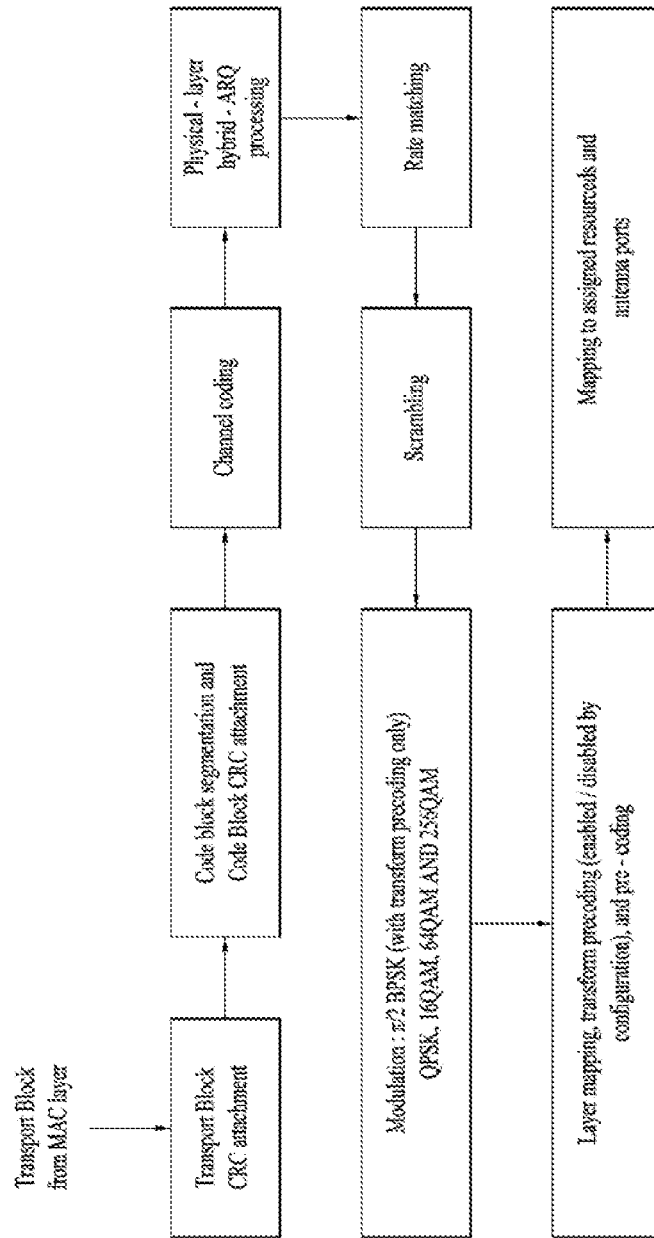 Transport Block
from MAC layer
Transport Block
CRC attachment
Code block segmentation and
Code Block CRC attachment
Channel coding
Physical - layer
hybrid - ARQ
processing
Rate matching
Scrambling
Modulation : π/2 BPSK (with transform precoding only)
QPSK, 16QAM, 64QAM AND 256QAM
Layer mapping, transform precoding (enabled / disabled by
configuration), and pre - coding
Mapping to assigned resourceds and
antenna ports